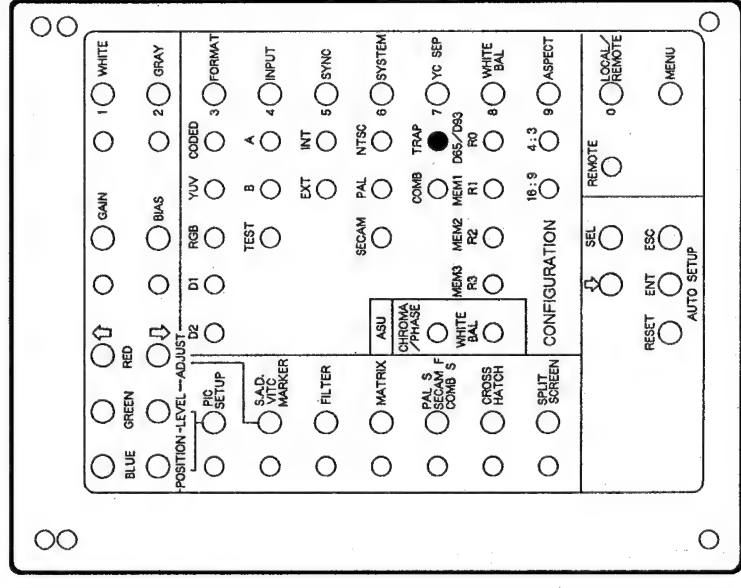 ⇧ GAIN 1 WHITE
BLUE GREEN RED
⇩ BIAS 2 GRAY
POSITION LEVEL ADJUST
D2 D1 RGB YUV CODED
PIC
SETUP
3 FORMAT
TEST B A
S.A.D.
VITC
MARKER
4 INPUT
EXT INT
FILTER
5 SYNC
SECAM PAL NTSC
MATRIX
ASU
6 SYSTEM
CHROMA
/PHASE
COMB TRAP
PAL S
SECAM F
COMB S
7 YC SEP
WHITE
BAL
MEM3 MEM2 MEM1 D65/D93
R3 R2 R1 R0
CROSS
HATCH
8 WHITE
BAL
16:9 4:3
SPLIT
SCREEN
CONFIGURATION
9 ASPECT
⇩ SEL REMOTE
0 LOCAL/
REMOTE
RESET ENT ESC
MENU
AUTO SETUP